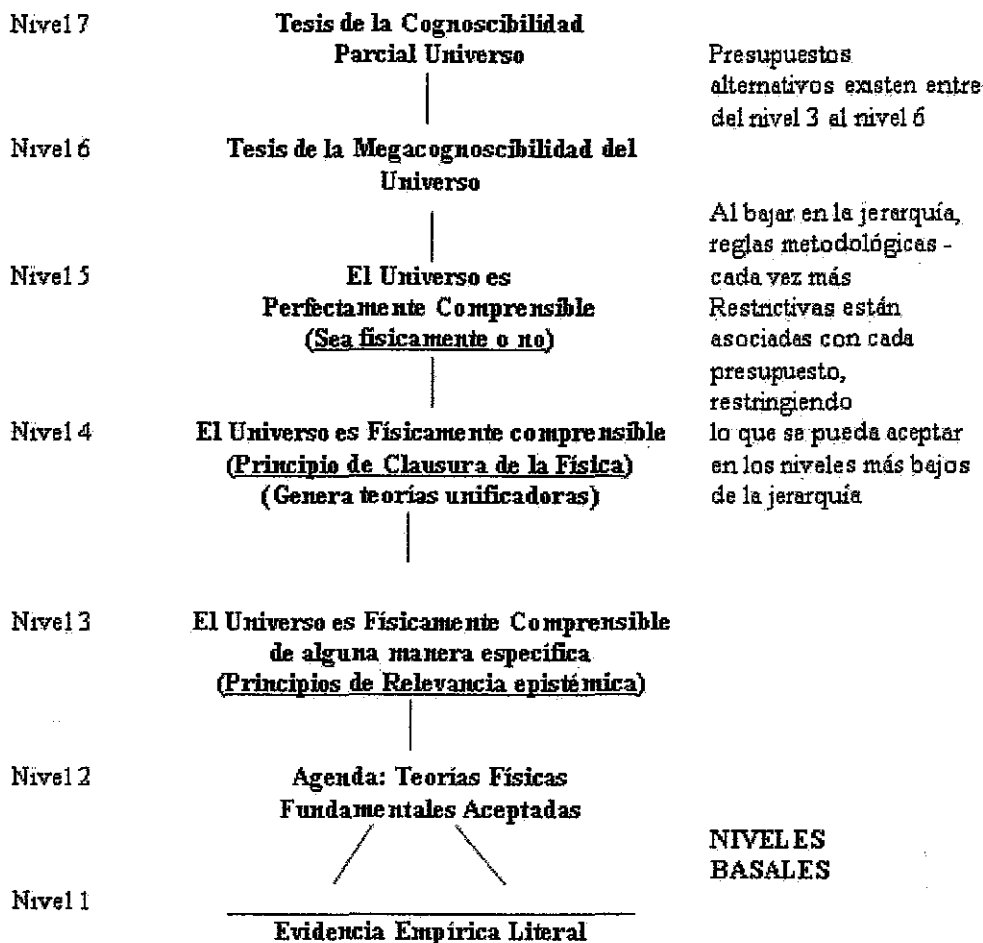 Nivel 7
Tesis de la Cognoscibilidad
Parcial Universo
Presupuestos
alternativos existen entre
del nivel 3 al nivel 6
Nivel 6
Tesis de la Megacognoscibilidad del
Universo
Al bajar en la jerarquía,
reglas metodológicas -
cada vez más
Restrictivas están
asociadas con cada
presupuesto,
restringiendo
lo que se pueda aceptar
en los niveles más bajos
de la jerarquía
Nivel 5
El Universo es
Perfectamente Comprensible
(Sea físicamente o no)
Nivel 4
El Universo es Físicamente comprensible
(Principio de Clausura de la Física)
(Genera teorías unificadoras)
Nivel 3
El Universo es Físicamente Comprensible
de alguna manera específica
(Principios de Relevancia epistémica)
Nivel 2
Agenda: Teorías Físicas
Fundamentales Aceptadas
NIVELES
BASALES
Nivel 1
Evidencia Empírica Literal